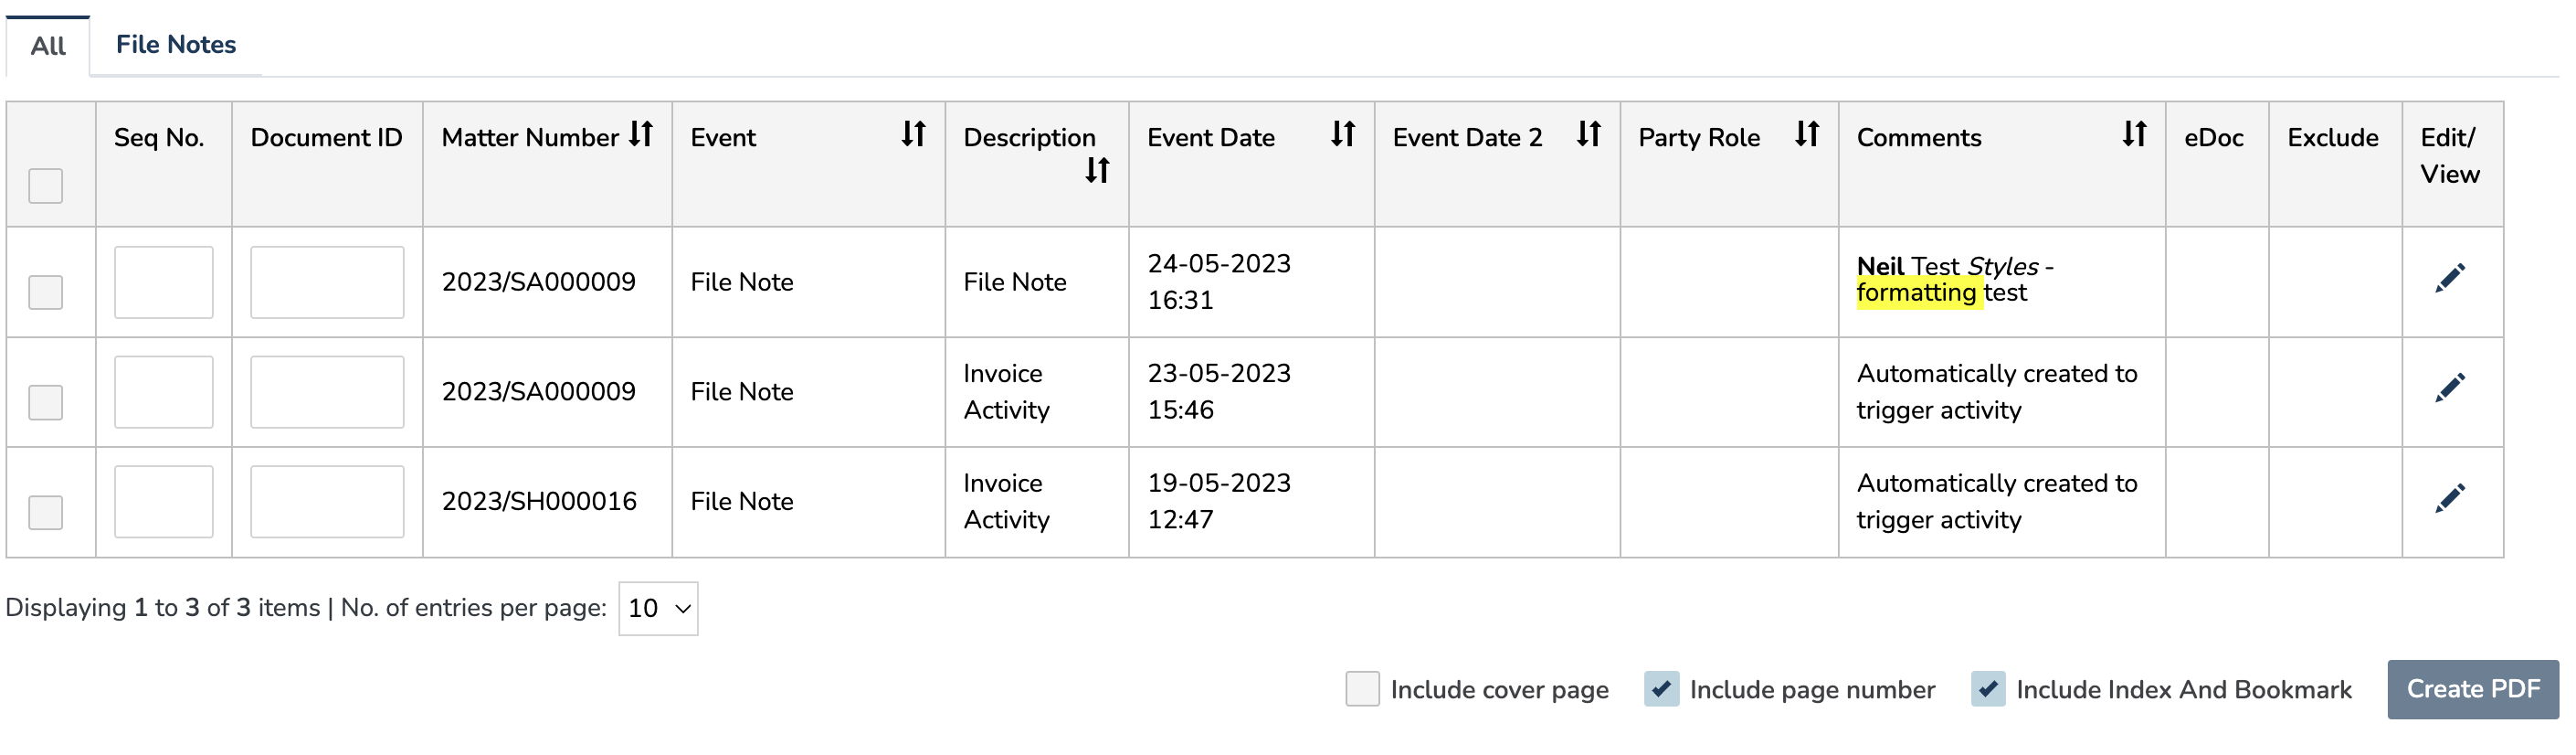 All File Notes
Seq No. Document ID Matter Number Event Description Event Date Event Date 2 Party Role Comments eDoc Exclude Edit/
View
2023/SA000009 File Note File Note 24-05-2023
16:31 Neil Test Styles -
formatting test
2023/SA000009 File Note Invoice
Activity 23-05-2023
15:46 Automatically created to
trigger activity
2023/SH000016 File Note Invoice
Activity 19-05-2023
12:47 Automatically created to
trigger activity
Displaying 1 to 3 of 3 items | No. of entries per page: 10
Include cover page Include page number Include Index And Bookmark Create PDF